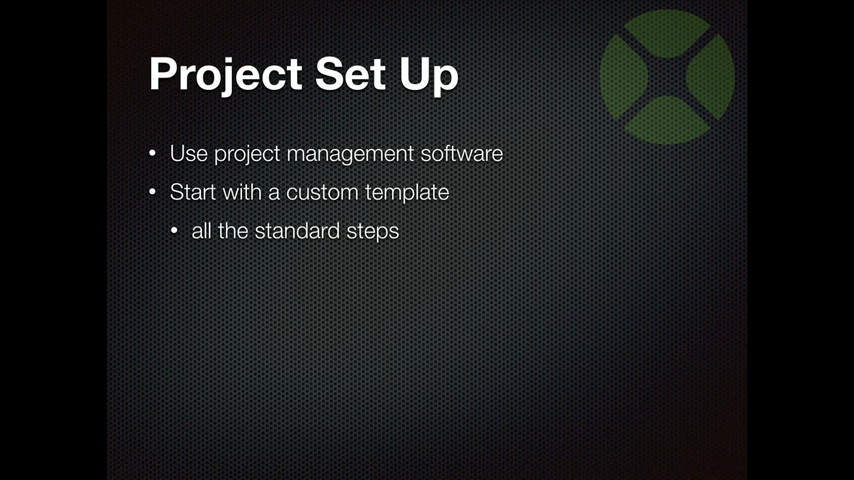 Project Set Up
• Use project management software
• Start with a custom template
• all the standard steps